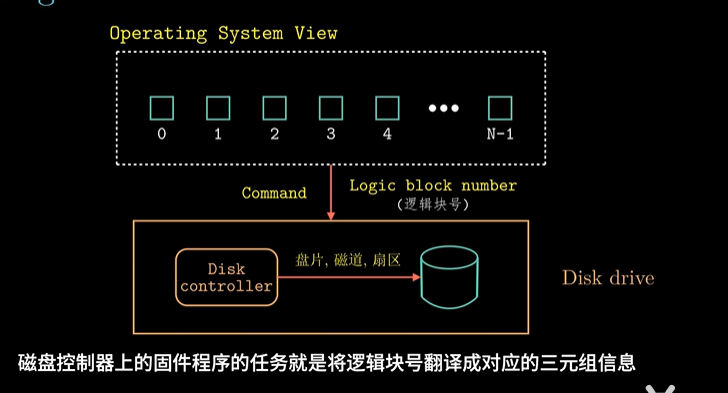 Operating System View
0 1 2 3 4 N-1
Command
Logic block number
(逻辑块号)
盘片, 磁道, 扇区
Disk
controller
Disk drive
磁盘控制器上的固件程序的任务就是将逻辑块号翻译成对应的三元组信息